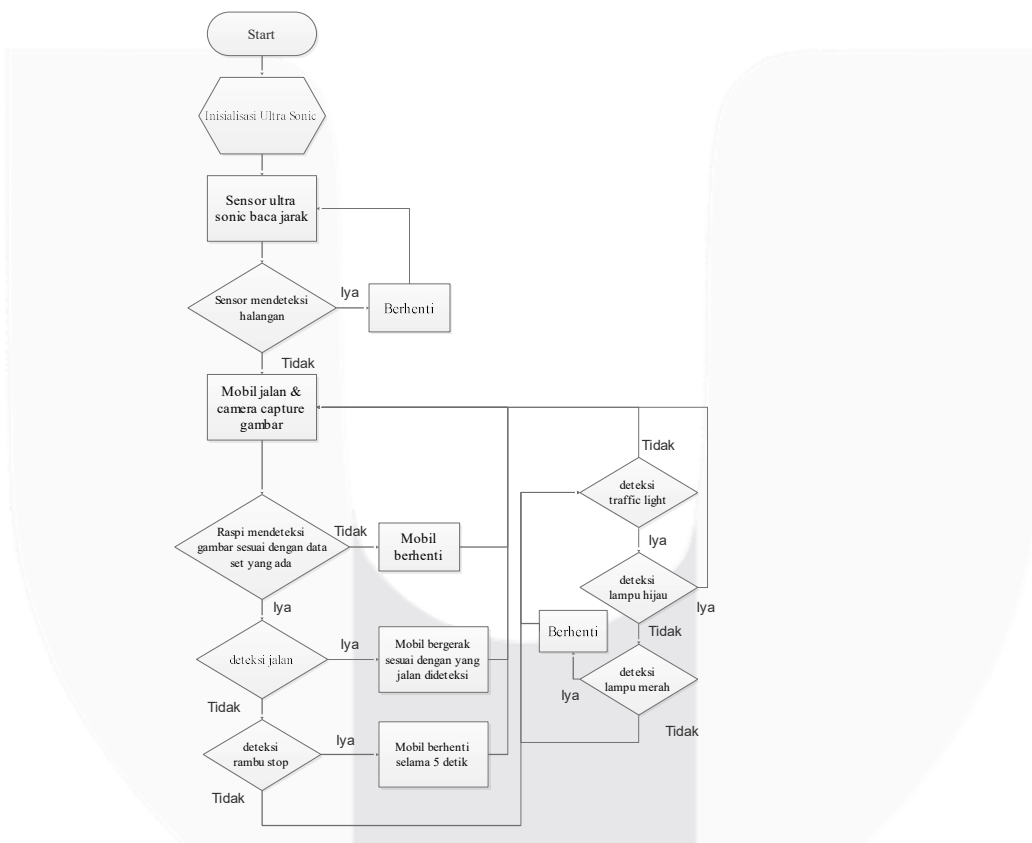 Start
Inisialisasi Ultra Sonic
Sensor ultra
sonic baca jarak
Sensor mendeteksi
halangan
Iya
Berhenti
Tidak
Mobil jalan &
camera capture
gambar
Raspi mendeteksi
gambar sesuai dengan data
set yang ada
Tidak
Mobil
berhenti
Iya
deteksi jalan
Iya
Mobil bergerak
sesuai dengan yang
jalan dideteksi
Tidak
deteksi
rambu stop
Iya
Mobil berhenti
selama 5 detik
Tidak
Tidak
deteksi
traffic light
Iya
deteksi
lampu hijau
Iya
Tidak
Berhenti
deteksi
lampu merah
Iya
Tidak